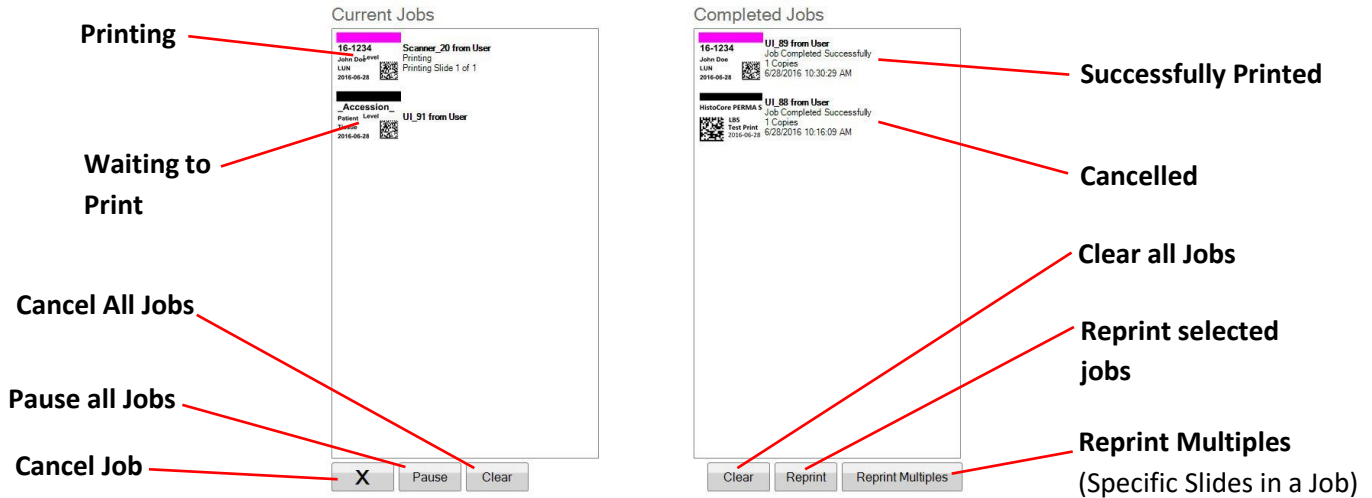 Current Jobs
Completed Jobs
Printing
16-1234
Scanner_20 from User
John Doe Level
Printing
LUN
Printing Slide 1 of 1
2016-06-28
_Accession_
Patient Level
UI_91 from User
Tissue
2016-06-28
Waiting to
Print
Cancel All Jobs
Pause all Jobs
Cancel Job
X
Pause
Clear
16-1234
UI_89 from User
John Doe
Job Completed Successfully
LUN
1 Copies
2016-06-28
6/28/2016 10:30:29 AM
HistoCore PERMA S
UI_88 from User
Job Completed Successfully
LBS
1 Copies
Test Print
2016-06-28
6/28/2016 10:16:09 AM
Successfully Printed
Cancelled
Clear all Jobs
Reprint selected
jobs
Reprint Multiples
(Specific Slides in a Job)
Clear
Reprint
Reprint Multiples